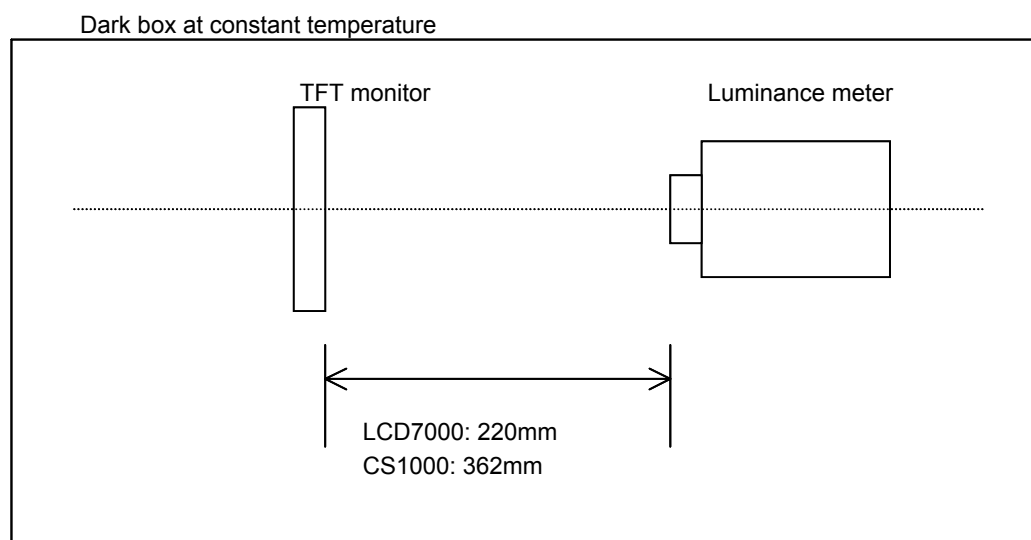 Dark box at constant temperature
TFT monitor
Luminance meter
LCD7000: 220mm
CS1000: 362mm